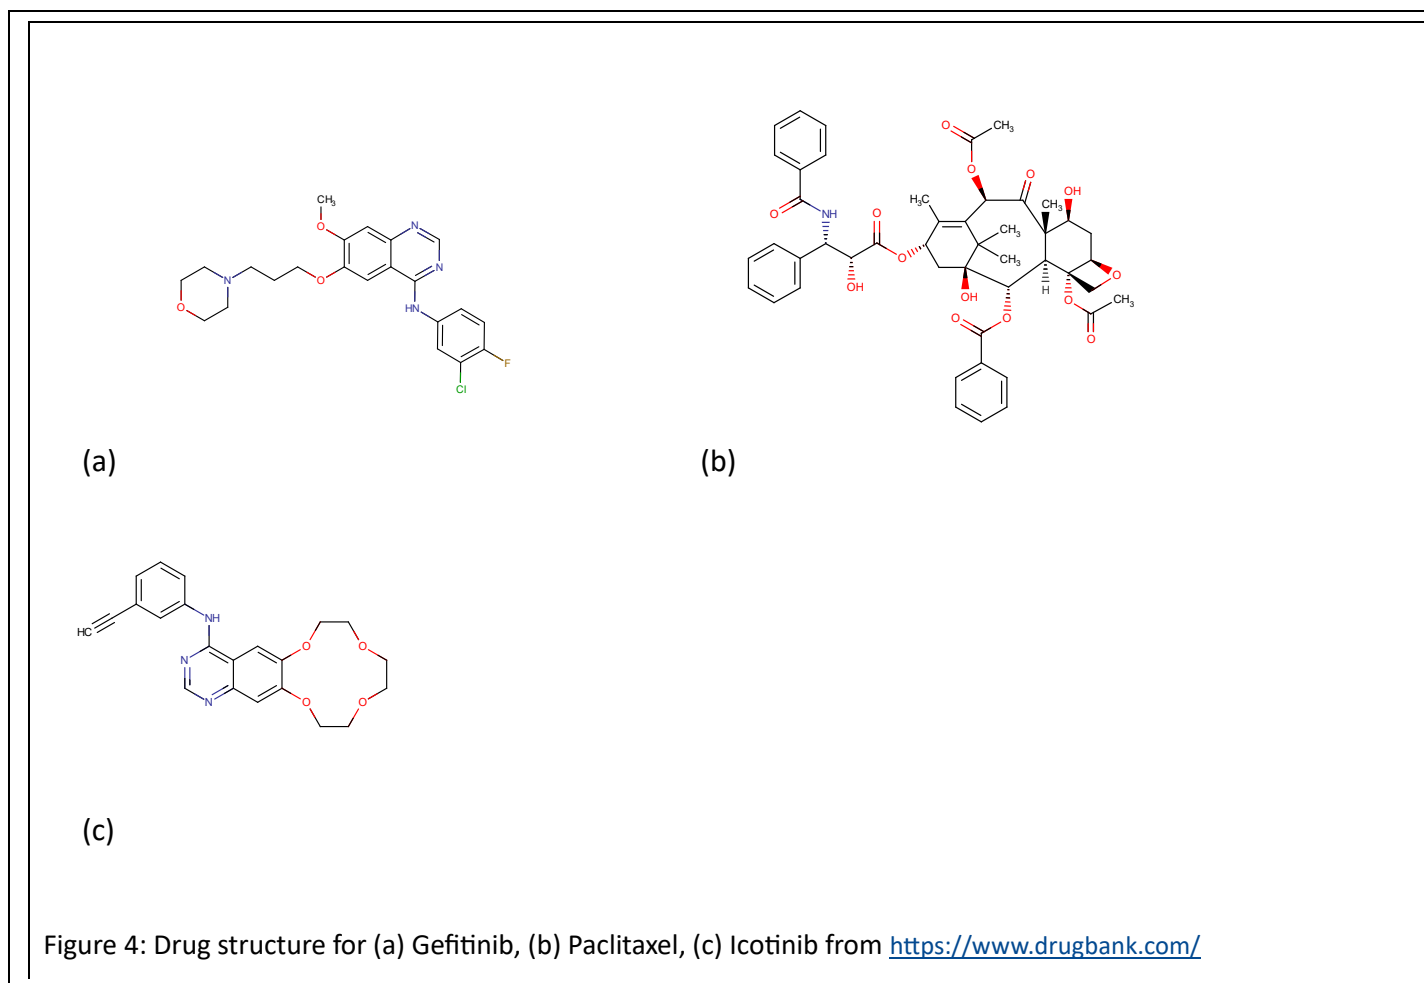 CH₃
O
N
N
N
O
O
HN
F
Cl
(a)
O
CH₃
O
O
OH
H₃C
CH₃
O
NH
O
O
CH₃
CH₃
O
OH
OH
H
O
O
CH₃
O
O
O
(b)
HC
NH
N
N
O
O
O
O
(c)
Figure 4: Drug structure for (a) Gefitinib, (b) Paclitaxel, (c) Icotinib from https://www.drugbank.com/